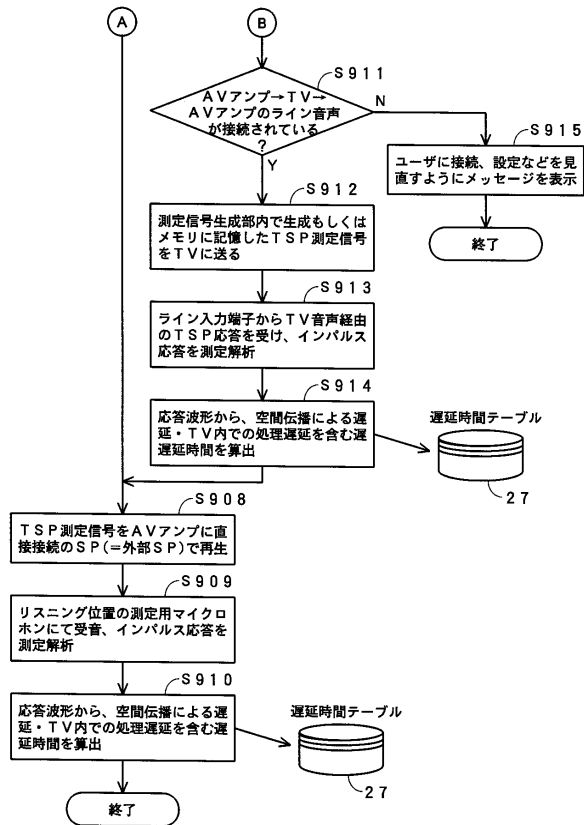 A
B
S911
AVアンプ→TV→
AVアンプのライン音声
が接続されている
?
N
Y
S915
ユーザに接続、設定などを見
直すようにメッセージを表示
終了
S912
測定信号生成部内で生成もしくは
メモリに記憶したTSP測定信号
をTVに送る
S913
ライン入力端子からTV音声経由
のTSP応答を受け、インパルス
応答を測定解析
S914
応答波形から、空間伝播による遅
延・TV内での処理遅延を含む遅
遅延時間を算出
遅延時間テーブル
27
S908
TSP測定信号をAVアンプに直
接接続のSP(=外部SP)で再生
S909
リスニング位置の測定用マイクロ
ホンにて受音、インパルス応答を
測定解析
S910
応答波形から、空間伝播による遅
延・TV内での処理遅延を含む遅
延時間を算出
遅延時間テーブル
27
終了